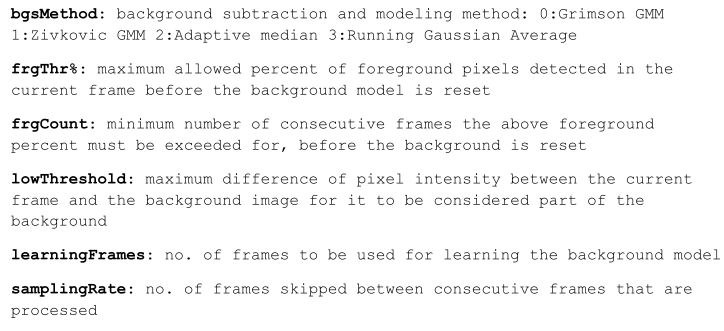 bgsMethod: background subtraction and modeling method: 0:Grimson GMM
1:Zivkovic GMM 2:Adaptive median 3:Running Gaussian Average
frgThr%: maximum allowed percent of foreground pixels detected in the
current frame before the background model is reset
frgCount: minimum number of consecutive frames the above foreground
percent must be exceeded for, before the background is reset
lowThreshold: maximum difference of pixel intensity between the current
frame and the background image for it to be considered part of the
background
learningFrames: no. of frames to be used for learning the background model
samplingRate: no. of frames skipped between consecutive frames that are
processed